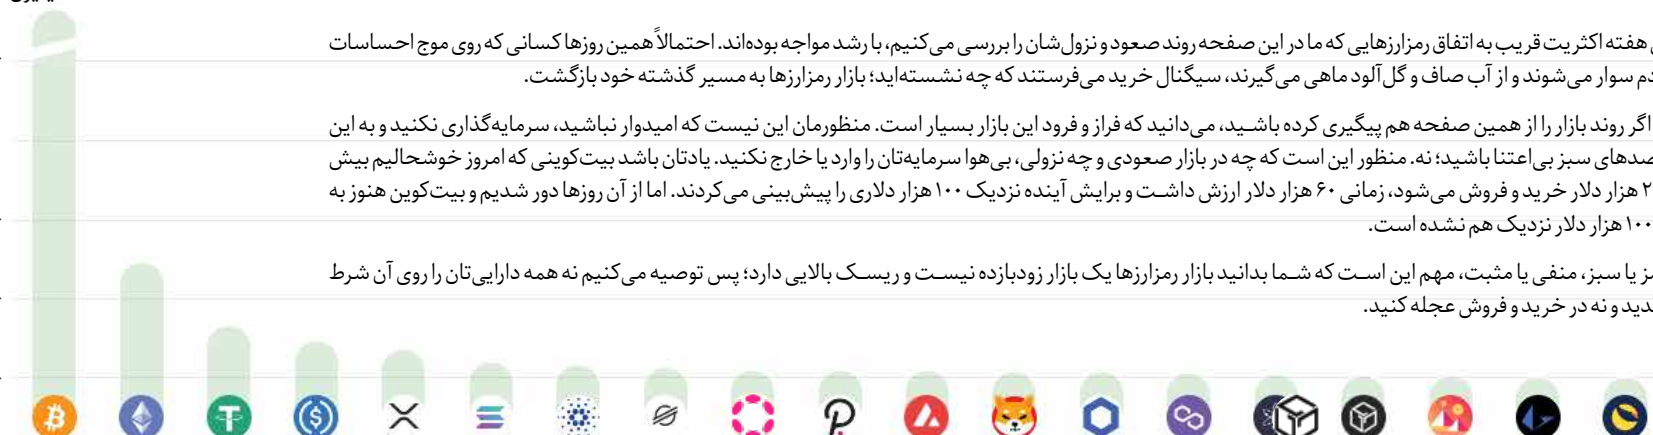 هفته اکثریت قریب به اتفاق رمزارزهایی که ما در این صفحه روند صعود و نزول‌شان را بررسی می‌کنیم، با رشد مواجه بوده‌اند. احتمالاً همین روزها کسانی که روی موج احساسات
سوار می‌شوند و از آب صاف و گل‌آلود ماهی می‌گیرند، سیگنال خرید می‌فرستند که چه نشسته‌اید؛ بازار رمزارزها به مسیر گذشته خود بازگشت.
اگر روند بازار را از همین صفحه هم پیگیری کرده باشید، می‌دانید که فراز و فرود این بازار بسیار است. منظورمان این نیست که امیدوار نباشید، سرمایه‌گذاری نکنید و به این
صدهای سبز بی‌اعتنا باشید؛ نه. منظور این است که چه در بازار صعودی و چه نزولی، بی‌هوا سرمایه‌تان را وارد یا خارج نکنید. یادتان باشد بیت‌کوینی که امروز خوشحالیم بیش
هزار دلار خرید و فروش می‌شود، زمانی ۶۰ هزار دلار ارزش داشت و برایش آینده نزدیک ۱۰۰ هزار دلاری را پیش‌بینی می‌کردند. اما از آن روزها دور شدیم و بیت‌کوین هنوز به
۱۰۰ هزار دلار نزدیک هم نشده است.
یا سبز، منفی یا مثبت، مهم این است که شما بدانید بازار رمزارزها یک بازار زودبازده نیست و ریسک بالایی دارد؛ پس توصیه می‌کنیم نه همه دارایی‌تان را روی آن شرط
و نه در خرید و فروش عجله کنید.